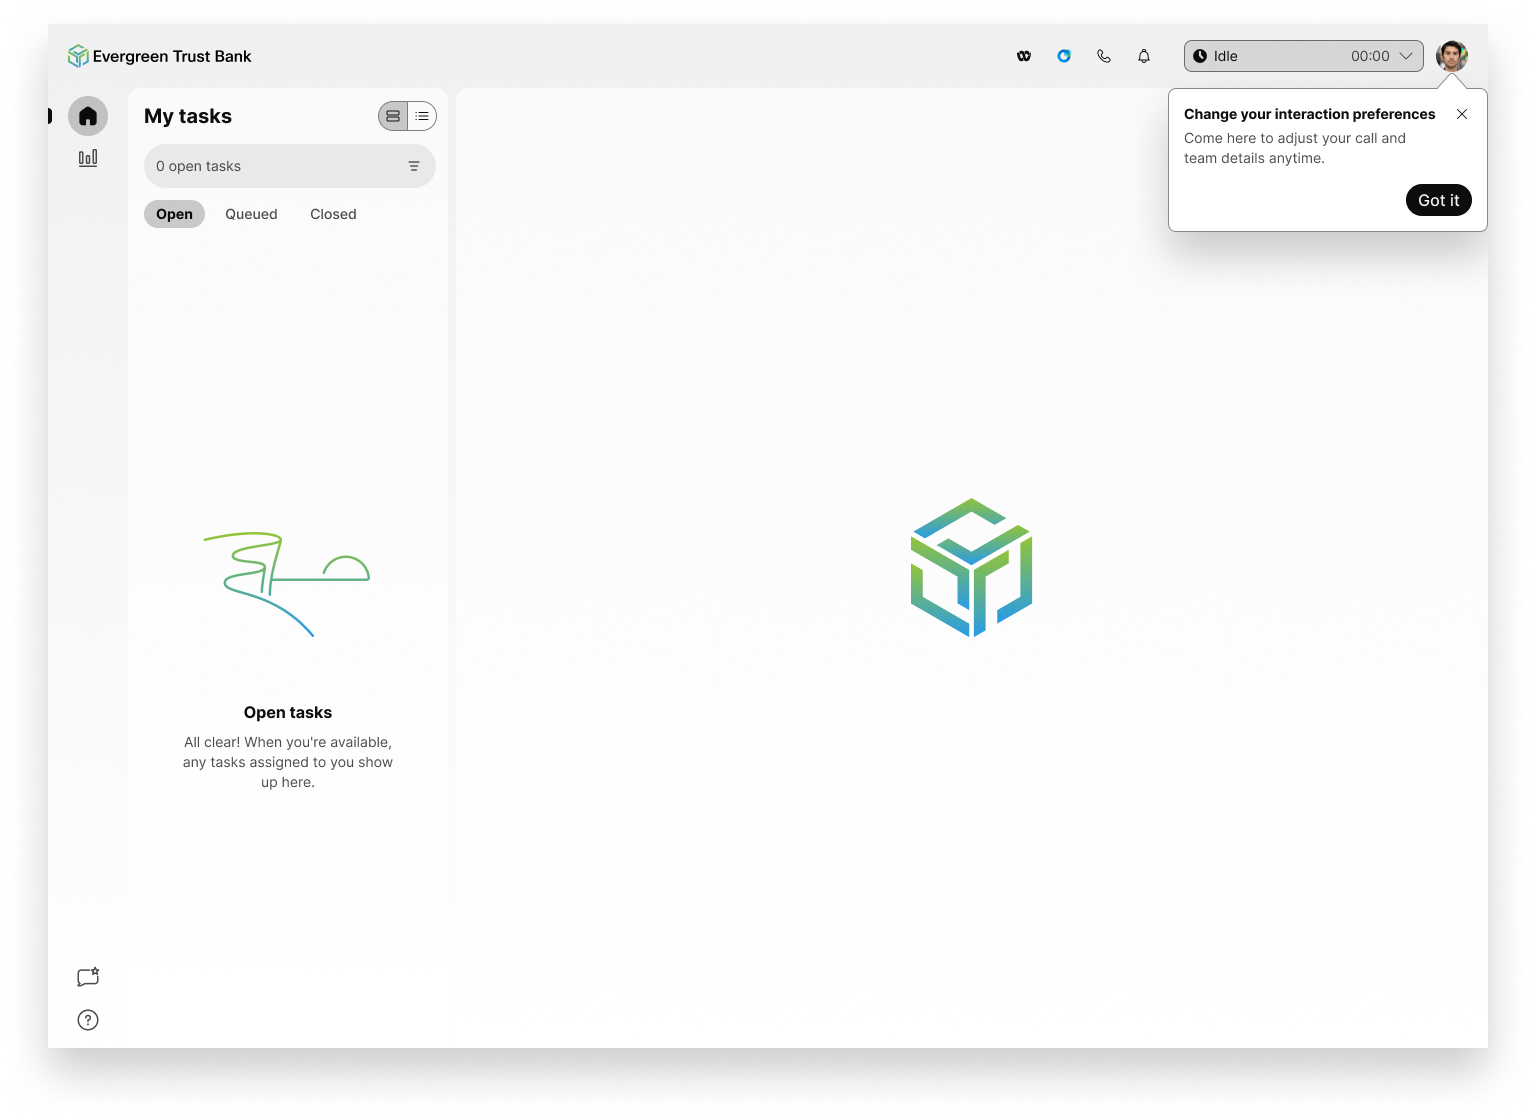 Evergreen Trust Bank
Idle
00:00
My tasks
0 open tasks
Open
Queued
Closed
Change your interaction preferences
Come here to adjust your call and
team details anytime.
Got it
Open tasks
All clear! When you're available,
any tasks assigned to you show
up here.